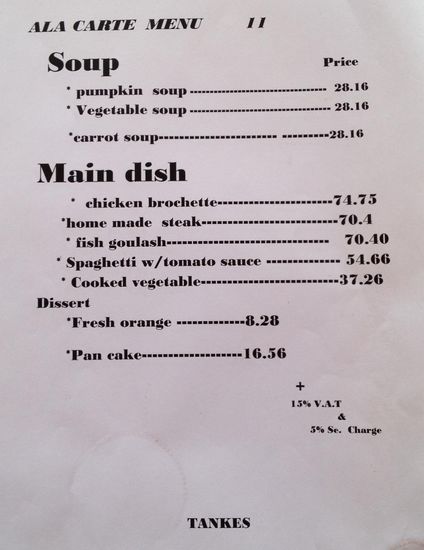 ALA CARTE MENU 11
Soup Price
* pumpkin soup ---------------------------------- 28.16
* Vegetable soup ---------------------------------- 28.16
*carrot soup----------------------- ---------28.16
Main dish
* chicken brochette----------------------74.75
*home made steak--------------------------70.4
* fish goulash------------------------------- 70.40
* Spaghetti w/tomato sauce -------------- 54.66
* Cooked vegetable----------------------37.26
Dissert
*Fresh orange -------------8.28
*Pan cake-------------------16.56
+
15% V.A.T
&
5% Se. Charge
TANKES